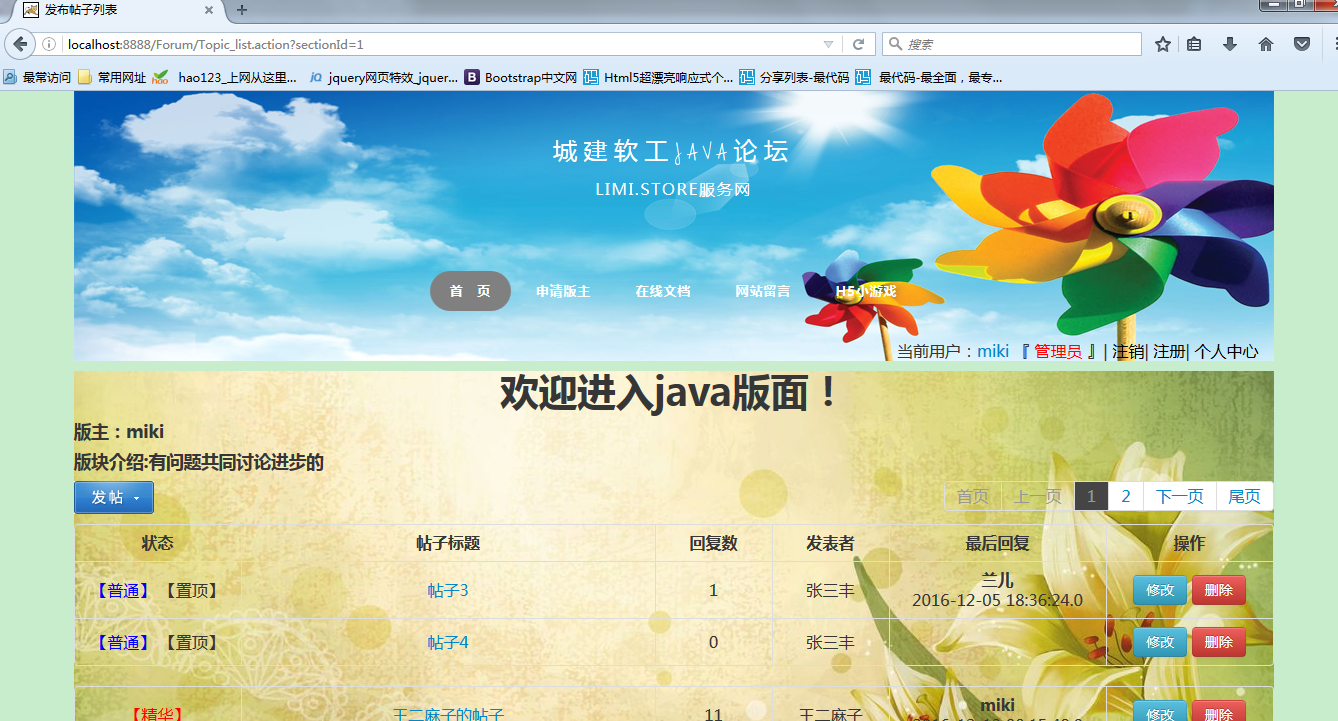 发布帖子列表
localhost:8888/Forum/Topic_list.action?sectionId=1
搜索
最常访问 常用网址 hao123_上网从这里... jquery网页特效_jquer... Bootstrap中文网 Html5超漂亮响应式个... 分享列表-最代码 最代码-最全面，最专...
城建软工JAVA论坛
LIMI.STORE服务网
首 页 申请版主 在线文档 网站留言 H5小游戏
当前用户：miki 『 管理员 』| 注销| 注册| 个人中心
欢迎进入java版面！
版主：miki
版块介绍:有问题共同讨论进步的
发帖 首页 上一页 1 2 下一页 尾页
状态 帖子标题 回复数 发表者 最后回复 操作
【普通】【置顶】 帖子3 1 张三丰 兰儿 修改 删除
2016-12-05 18:36:24.0
【普通】【置顶】 帖子4 0 张三丰 修改 删除
【精华】 王二麻子的帖子 11 王二麻子 miki 修改 删除